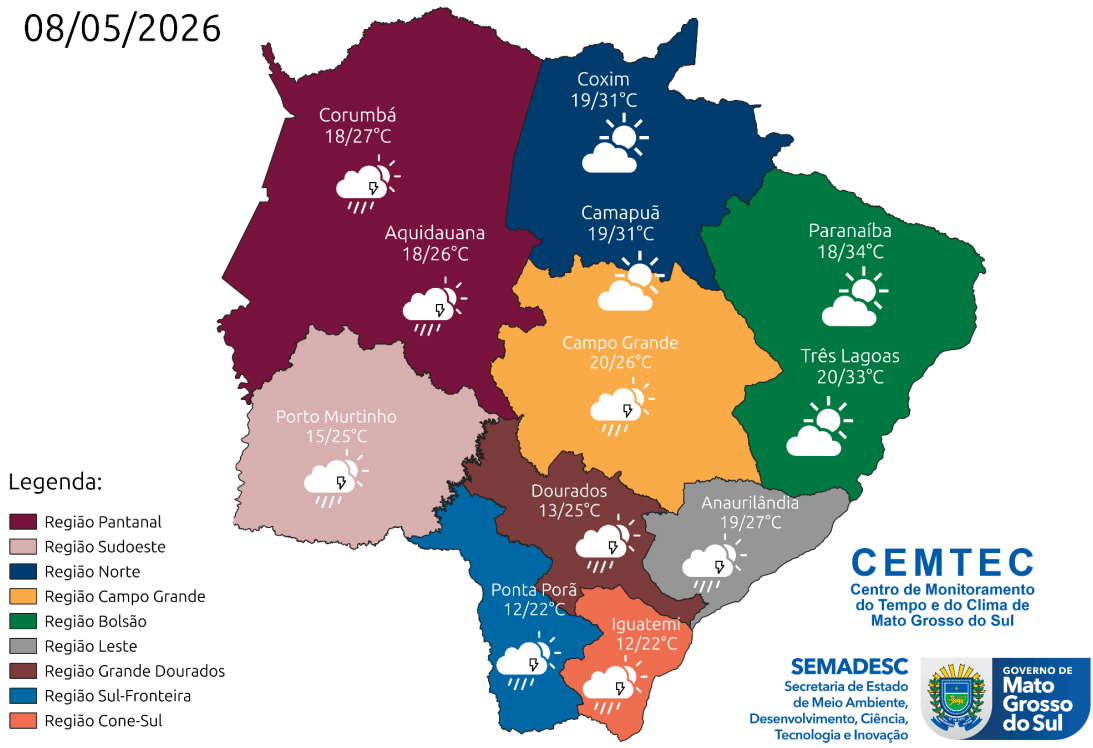 08/05/2026
Coxim
19/31°C
Corumbá
18/27°C
Camapuã
19/31°C
Aquidauana
18/26°C
Paranaíba
18/34°C
Campo Grande
20/26°C
Três Lagoas
20/33°C
Porto Murtinho
15/25°C
Dourados
13/25°C
Anaurilândia
19/27°C
Ponta Porã
12/22°C
Iguatemi
12/22°C
Legenda:
Região Pantanal
Região Sudoeste
Região Norte
Região Campo Grande
Região Bolsão
Região Leste
Região Grande Dourados
Região Sul-Fronteira
Região Cone-Sul
CEMTEC
Centro de Monitoramento
do Tempo e do Clima de
Mato Grosso do Sul
SEMADESC
Secretaria de Estado
de Meio Ambiente,
Desenvolvimento, Ciência,
Tecnologia e Inovação
GOVERNO DE
Mato
Grosso
do Sul